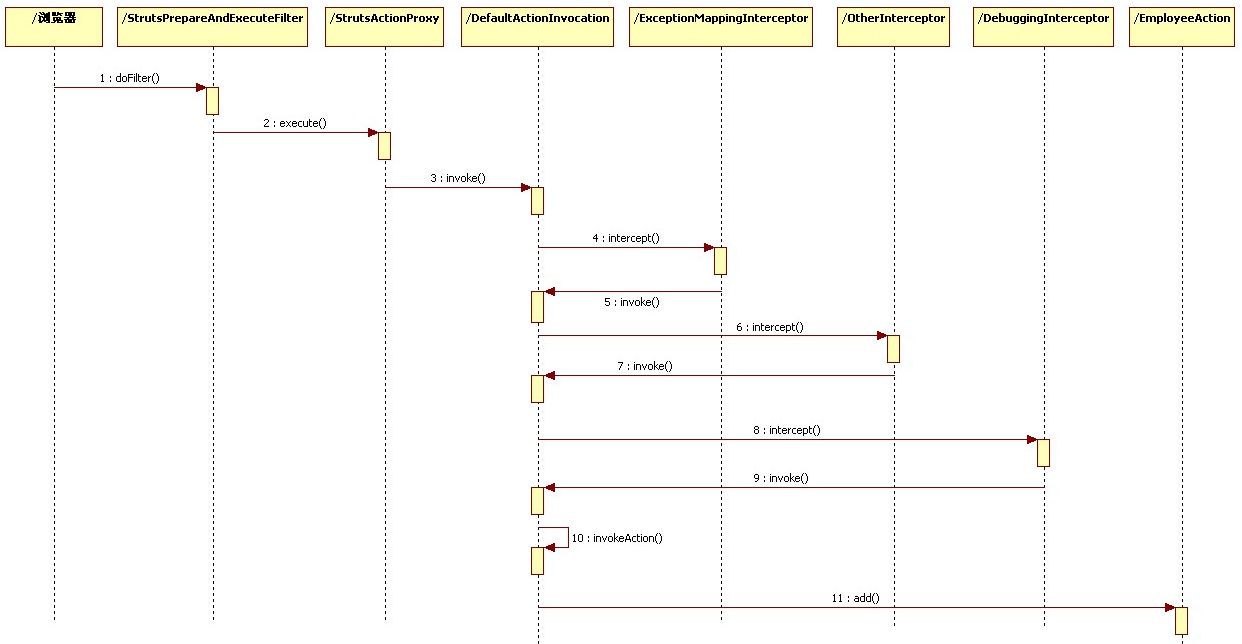 /浏览器
/StrutsPrepareAndExecuteFilter
/StrutsActionProxy
/DefaultActionInvocation
/ExceptionMappingInterceptor
/OtherInterceptor
/DebuggingInterceptor
/EmployeeAction
1 : doFilter()
2 : execute()
3 : invoke()
4 : intercept()
5 : invoke()
6 : intercept()
7 : invoke()
8 : intercept()
9 : invoke()
10 : invokeAction()
11 : add()